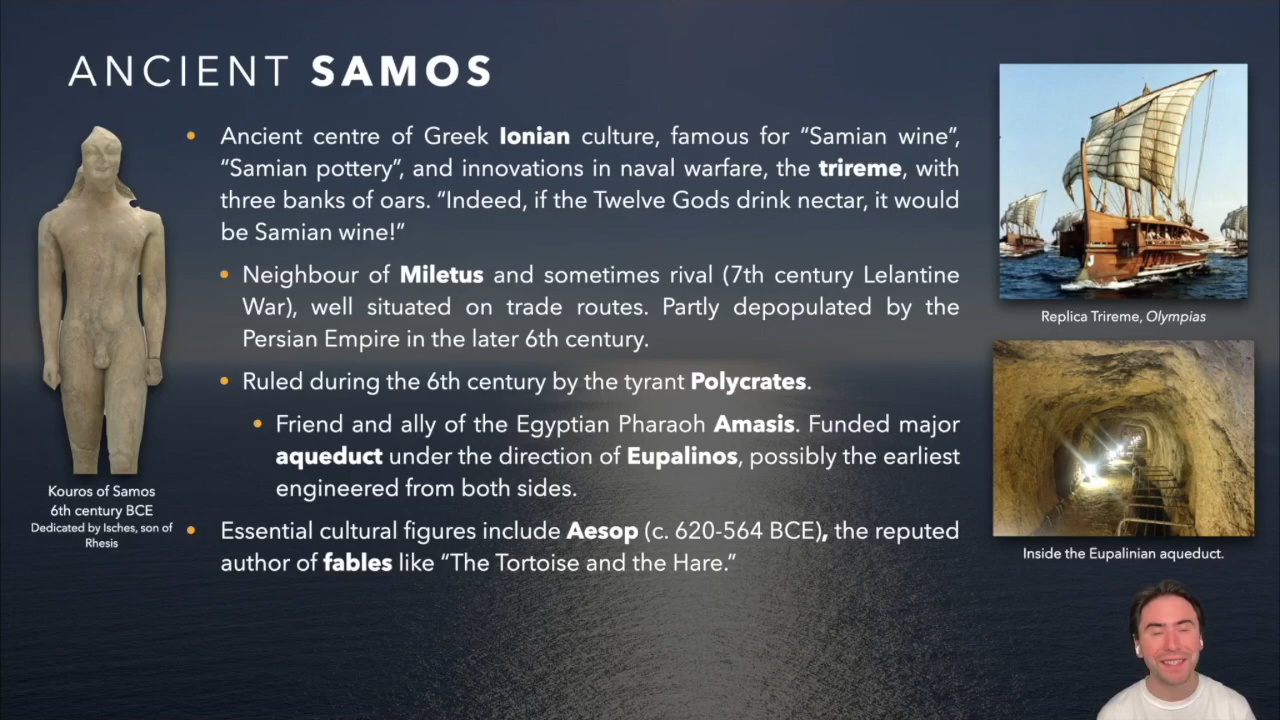 ANCIENT SAMOS
Ancient centre of Greek Ionian culture, famous for “Samian wine”,
“Samian pottery”, and innovations in naval warfare, the trireme, with
three banks of oars. “Indeed, if the Twelve Gods drink nectar, it would
be Samian wine!”
Neighbour of Miletus and sometimes rival (7th century Lelantine
War), well situated on trade routes. Partly depopulated by the
Persian Empire in the later 6th century.
Ruled during the 6th century by the tyrant Polycrates.
Friend and ally of the Egyptian Pharaoh Amasis. Funded major
aqueduct under the direction of Eupalinos, possibly the earliest
engineered from both sides.
Essential cultural figures include Aesop (c. 620-564 BCE), the reputed
author of fables like “The Tortoise and the Hare.”
Kouros of Samos
6th century BCE
Dedicated by Isches, son of
Rhesis
Replica Trireme, Olympias
Inside the Eupalinian aqueduct.